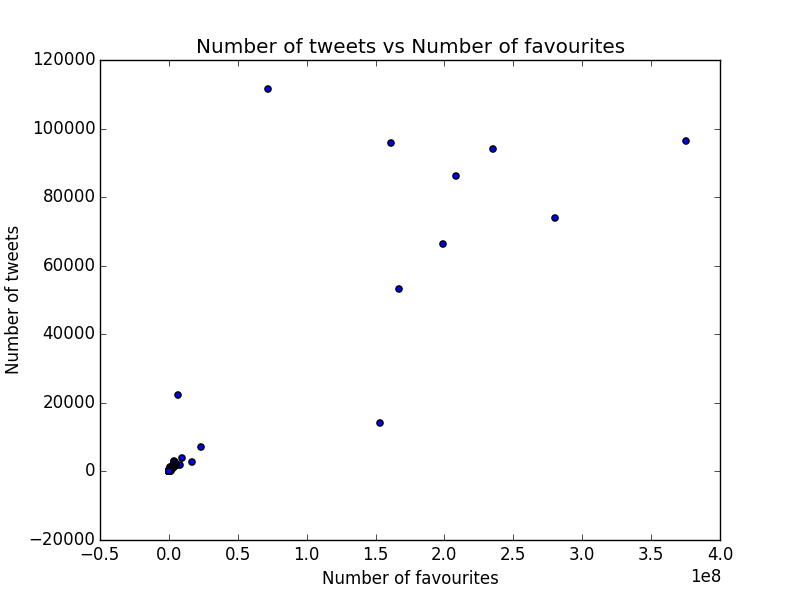 Number of tweets vs Number of favourites
120000
100000
80000
60000
40000
20000
0
−20000
Number of tweets
−0.5 0.0 0.5 1.0 1.5 2.0 2.5 3.0 3.5 4.0
1e8
Number of favourites